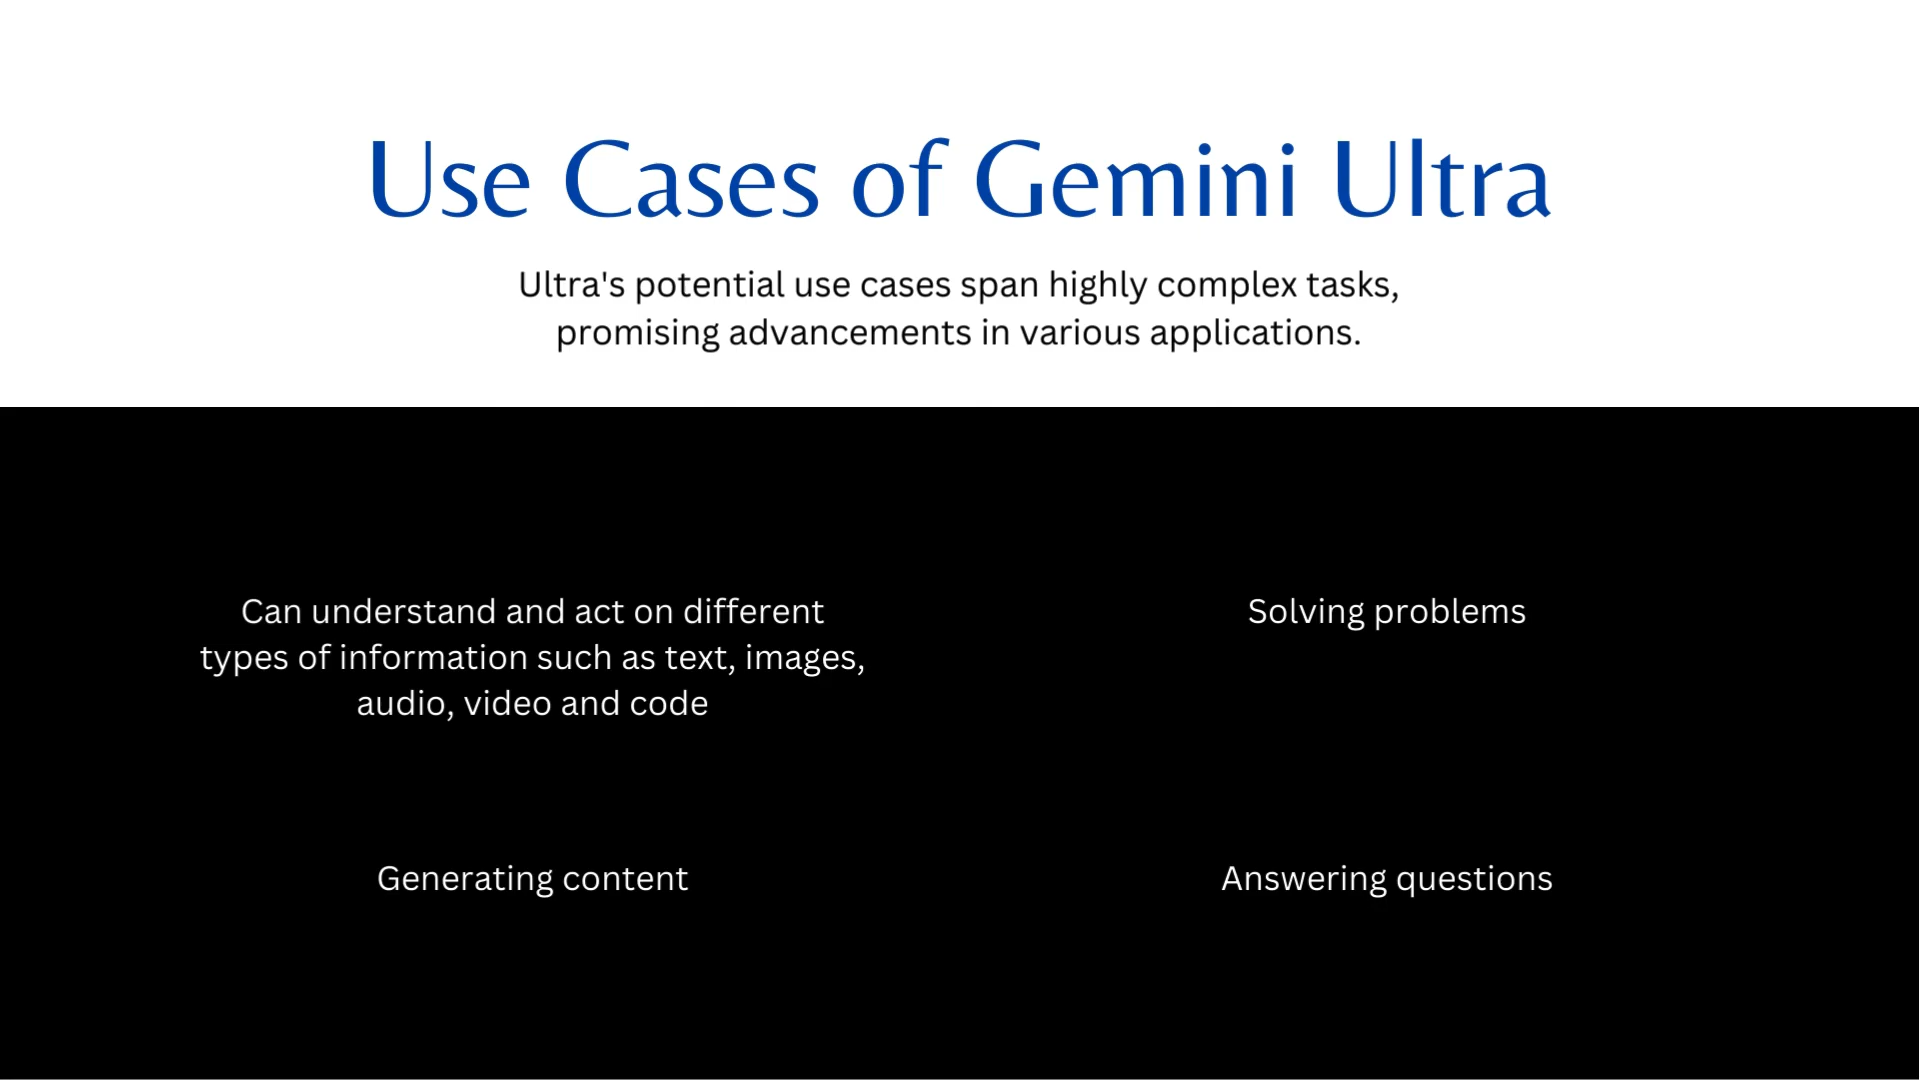 Use Cases of Gemini Ultra
Ultra's potential use cases span highly complex tasks,
promising advancements in various applications.
Can understand and act on different
types of information such as text, images,
audio, video and code
Solving problems
Generating content
Answering questions